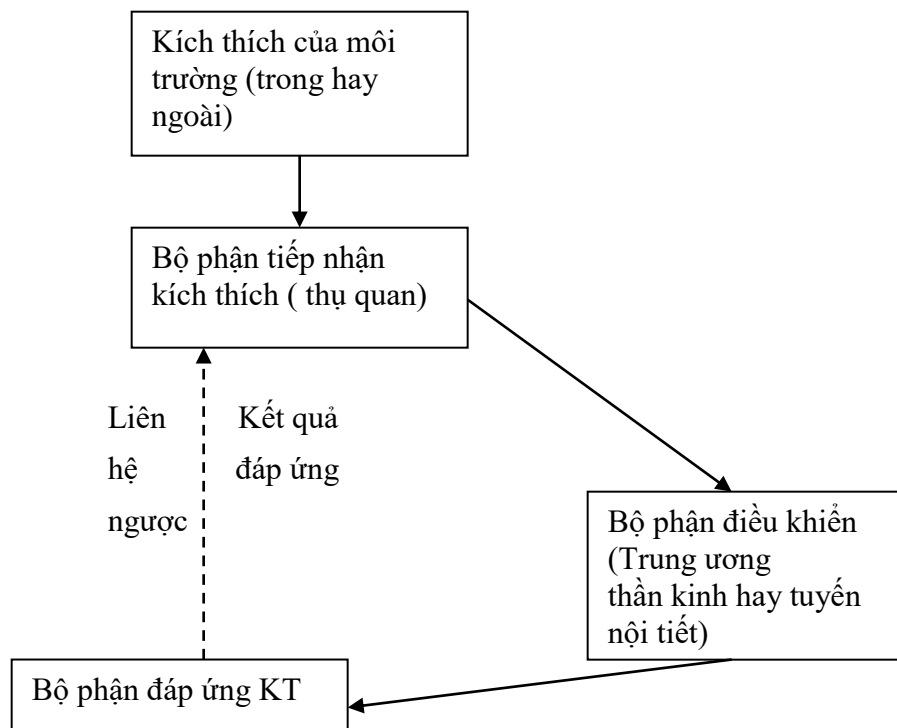 Kích thích của môi
trường (trong hay
ngoài)
Bộ phận tiếp nhận
kích thích ( thụ quan)
Liên
hệ
ngược
Kết quả
đáp ứng
Bộ phận điều khiển
(Trung ương
thần kinh hay tuyến
nội tiết)
Bộ phận đáp ứng KT